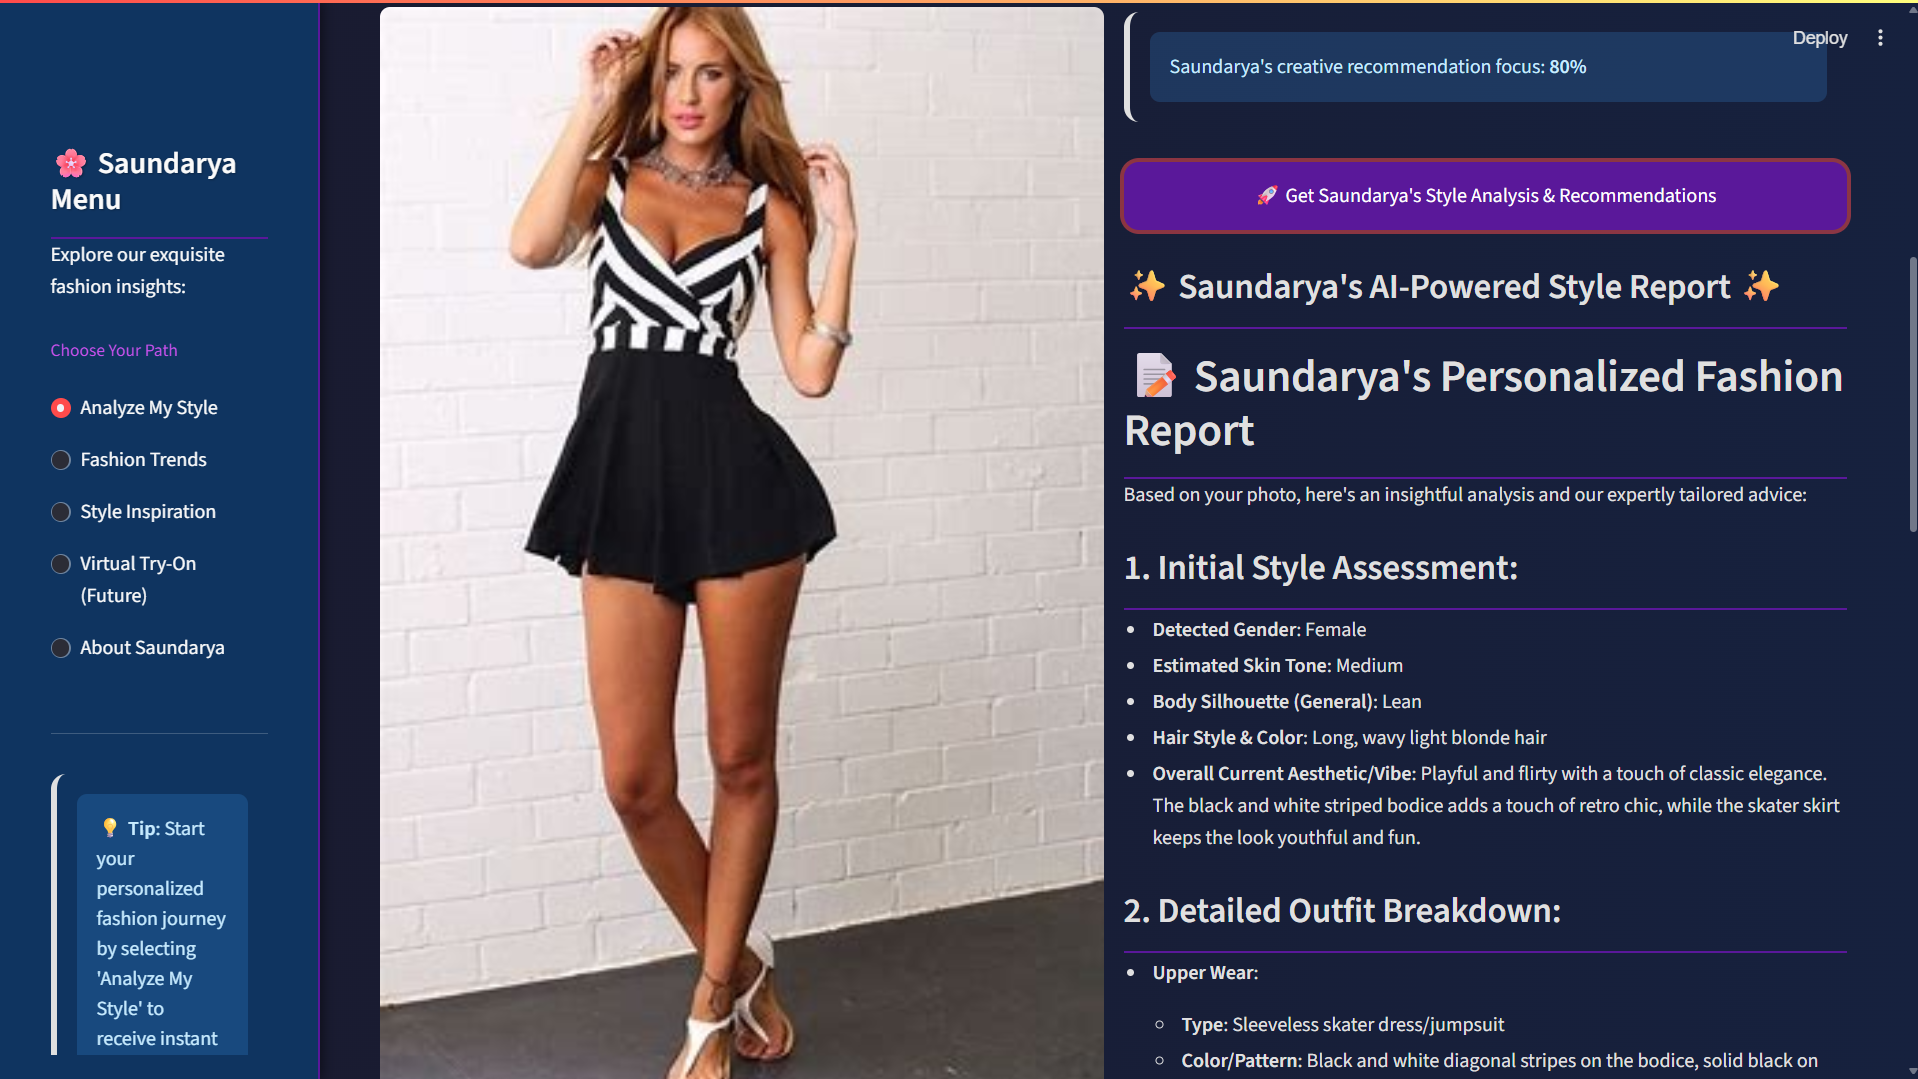 🌸 Saundarya
Menu
Explore our exquisite
fashion insights:
Choose Your Path
Analyze My Style
Fashion Trends
Style Inspiration
Virtual Try-On
(Future)
About Saundarya
💡 Tip: Start
your
personalized
fashion journey
by selecting
'Analyze My
Style' to
receive instant
Deploy
Saundarya's creative recommendation focus: 80%
🚀 Get Saundarya's Style Analysis & Recommendations
✨ Saundarya's AI-Powered Style Report ✨
📝 Saundarya's Personalized Fashion
Report
Based on your photo, here's an insightful analysis and our expertly tailored advice:
1. Initial Style Assessment:
• Detected Gender: Female
• Estimated Skin Tone: Medium
• Body Silhouette (General): Lean
• Hair Style & Color: Long, wavy light blonde hair
• Overall Current Aesthetic/Vibe: Playful and flirty with a touch of classic elegance.
The black and white striped bodice adds a touch of retro chic, while the skater skirt
keeps the look youthful and fun.
2. Detailed Outfit Breakdown:
• Upper Wear:
○ Type: Sleeveless skater dress/jumpsuit
○ Color/Pattern: Black and white diagonal stripes on the bodice, solid black on